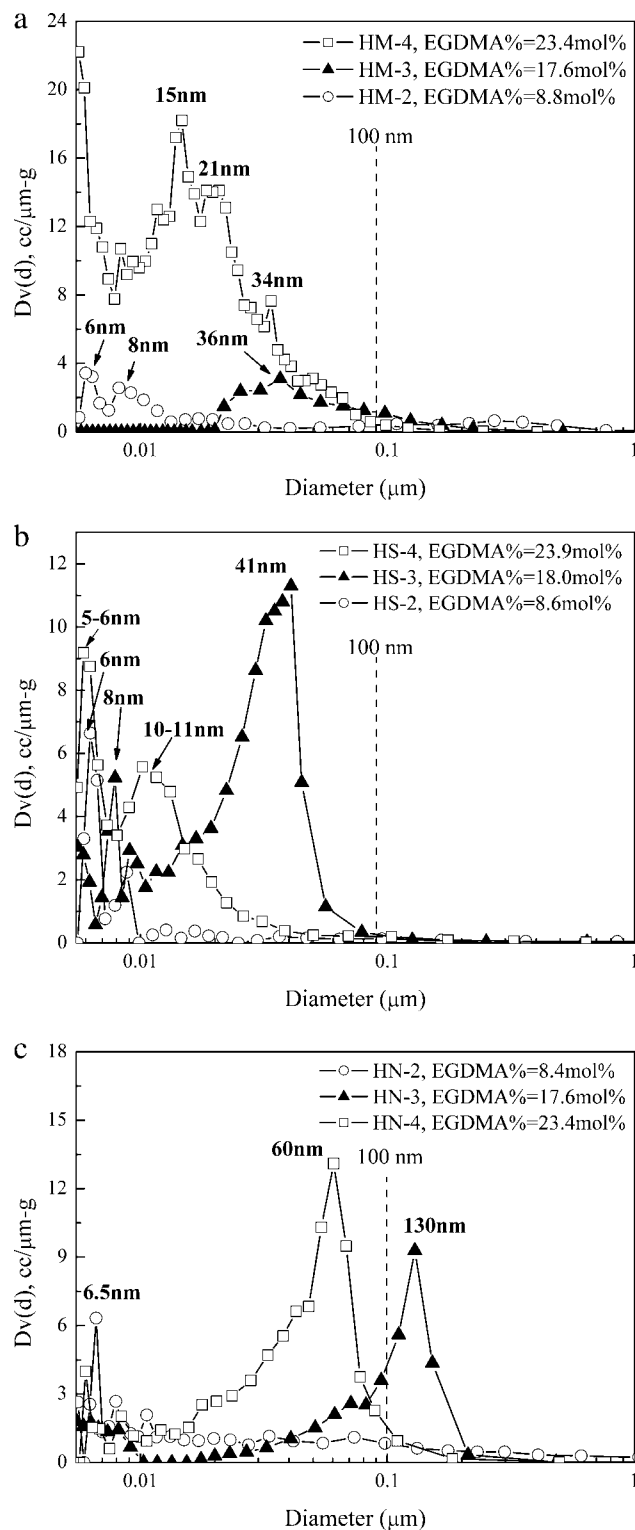 a
HM-4, EGDMA%=23.4mol%
HM-3, EGDMA%=17.6mol%
HM-2, EGDMA%=8.8mol%
24
20
16
12
8
4
0
15nm
21nm
100 nm
34nm
36nm
6nm
8nm
0.01
0.1
1
Dv(d), cc/μm-g
Diameter (μm)
b
HS-4, EGDMA%=23.9mol%
HS-3, EGDMA%=18.0mol%
HS-2, EGDMA%=8.6mol%
12
10
8
6
4
2
0
41nm
5-6nm
6nm
100 nm
8nm
10-11nm
0.01
0.1
1
Dv(d), cc/μm-g
Diameter (μm)
c
HN-2, EGDMA%=8.4mol%
HN-3, EGDMA%=17.6mol%
HN-4, EGDMA%=23.4mol%
18
15
12
9
6
3
0
60nm
100 nm
130nm
6.5nm
0.01
0.1
1
Dv(d), cc/μm-g
Diameter (μm)